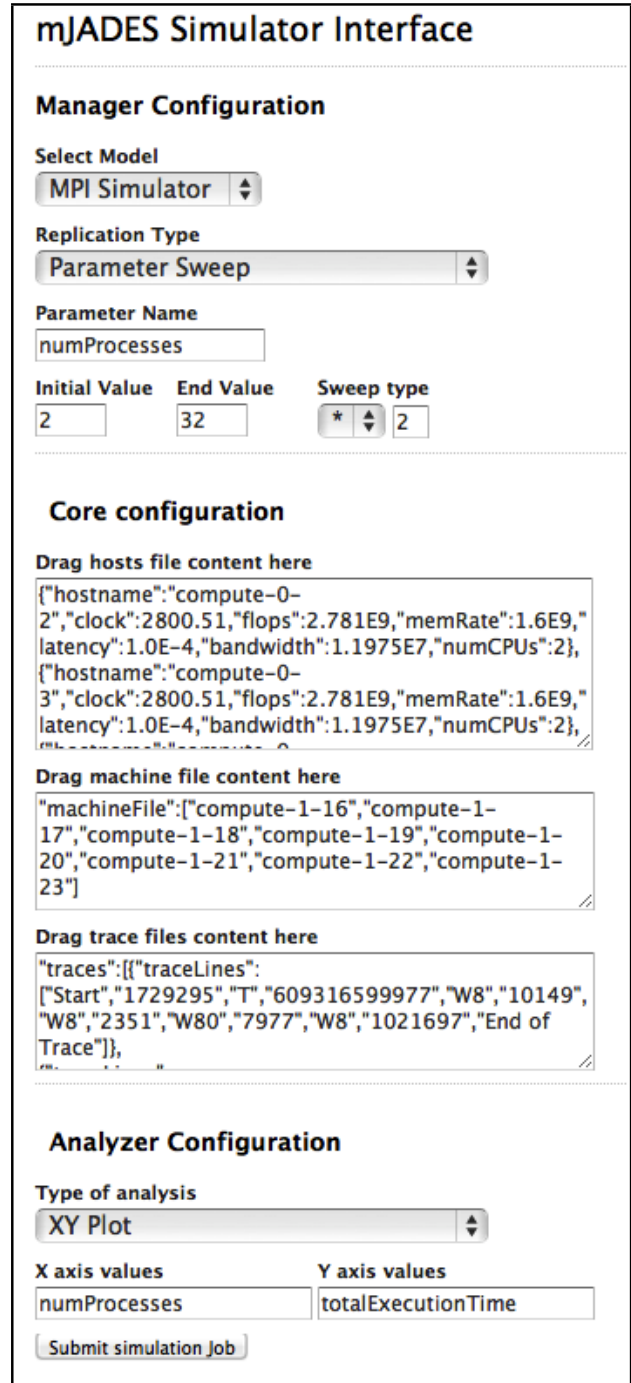 mJADES Simulator Interface
Manager Configuration
Select Model
MPI Simulator
Replication Type
Parameter Sweep
Parameter Name
numProcesses
Initial Value End Value Sweep type
2 32 * 2
Core configuration
Drag hosts file content here
{"hostname":"compute-0-
2","clock":2800.51,"flops":2.781E9,"memRate":1.6E9,"
latency":1.0E-4,"bandwidth":1.1975E7,"numCPUs":2},
{"hostname":"compute-0-
3","clock":2800.51,"flops":2.781E9,"memRate":1.6E9,"
latency":1.0E-4,"bandwidth":1.1975E7,"numCPUs":2},
Drag machine file content here
"machineFile":["compute-1-16","compute-1-
17","compute-1-18","compute-1-19","compute-1-
20","compute-1-21","compute-1-22","compute-1-
23"]
Drag trace files content here
"traces":[{"traceLines":
["Start","1729295","T","609316599977","W8","10149",
"W8","2351","W80","7977","W8","1021697","End of
Trace"]},
Analyzer Configuration
Type of analysis
XY Plot
X axis values Y axis values
numProcesses totalExecutionTime
Submit simulation Job